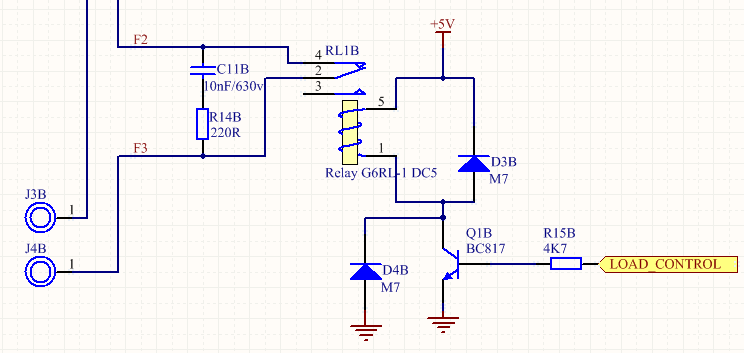 +5V
F2
RL1B
4
2
3
C11B
10nF/630v
R14B
220R
5
1
F3
D3B
M7
Relay G6RL-1 DC5
J3B
1
J4B
1
Q1B
BC817
R15B
4K7
LOAD_CONTROL
D4B
M7